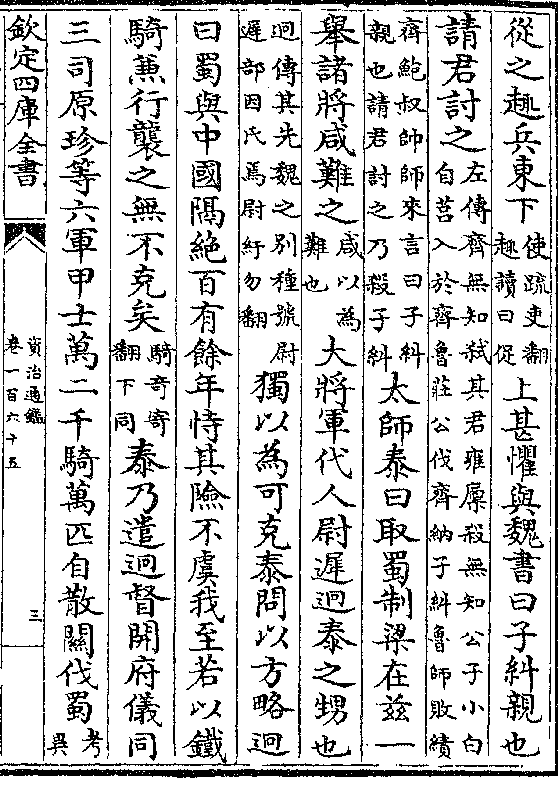 從之趣兵東下使疏吏翻趣讀曰促上甚懼與魏書曰子糾親也
請君討之左傳齊無知弑其君雍廩殺無知公子小白自莒入於齊魯莊公伐齊納子糾魯師敗績
齊鮑叔帥師來言曰子糾親也請君討之乃殺子糾太師泰曰取蜀制梁在兹一
舉諸將咸難之咸以為難也大將軍代人尉遲迥泰之甥也
迥傳其先魏之别種號尉遲部因氏焉尉紆勿翻獨以為可克泰問以方略迥
曰蜀與中國隔絶百有餘年恃其險不虞我至若以鐵
騎兼行襲之無不克矣騎奇寄翻下同泰乃遣迥督開府儀同
三司原珍等六軍甲士萬二千騎萬匹自散關伐蜀考異
欽定四庫全書
資治通鑑
卷一百六十五
三